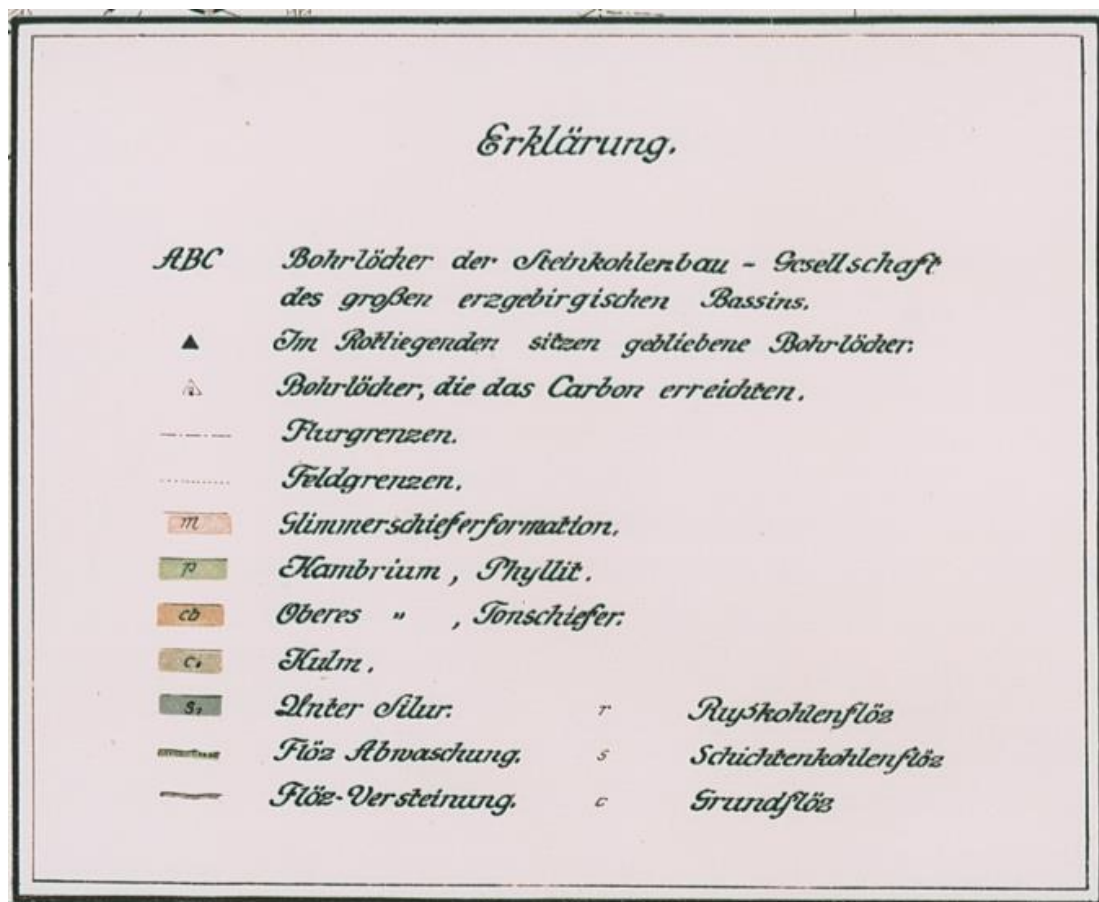 Erklärung.
ABC Bohrlöcher der Steinkohlenbau - Gesellschaft
des großen erzgebirgischen Bassins.
Im Rotliegenden sitzen gebliebene Bohrlöcher.
Bohrlöcher, die das Carbon erreichten.
Flurgrenzen.
Feldgrenzen.
m Glimmerschieferformation.
p Kambrium, Phyllit.
cb Oberes " , Tonschiefer.
c₁ Kulm.
s₁ Unter Silur. r Rußkohlenflöz
Flöz Abwaschung. s Schichtenkohlenflöz
Flöz-Versteinung. c Grundflöz